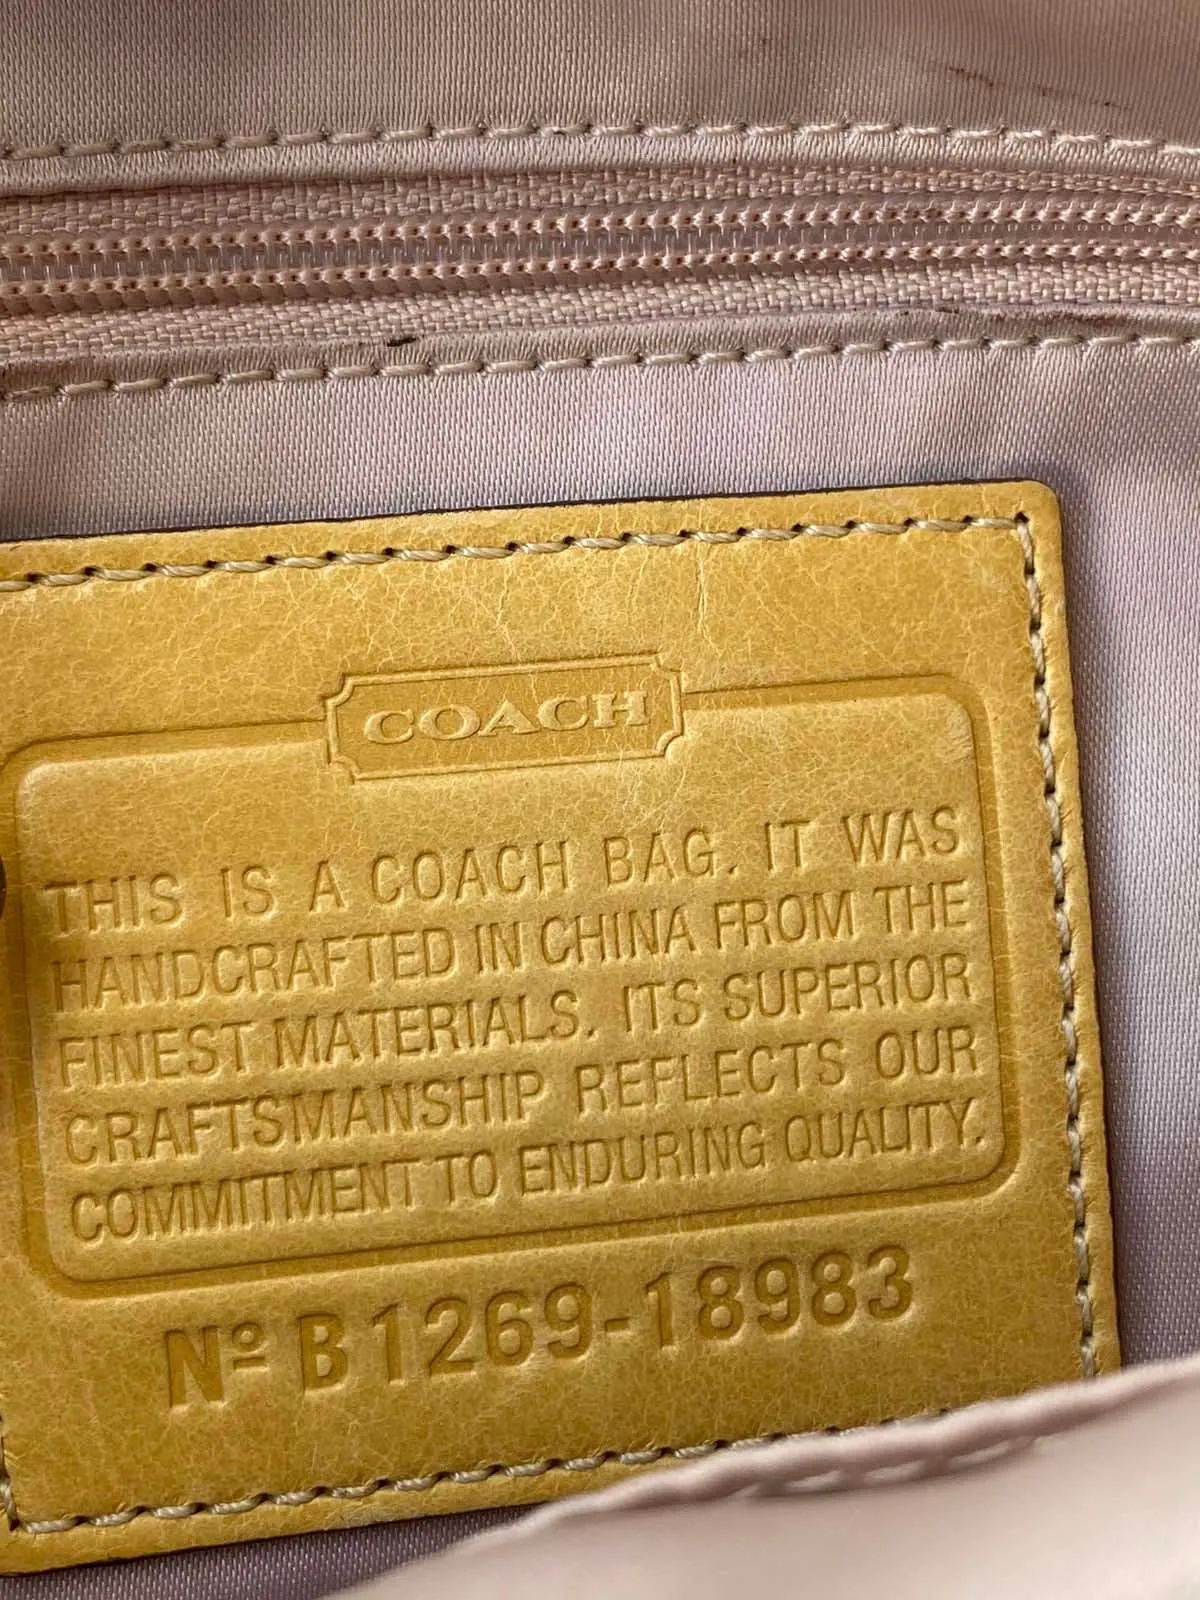 COACH
THIS IS A COACH BAG. IT WAS
HANDCRAFTED IN CHINA FROM THE
FINEST MATERIALS. ITS SUPERIOR
CRAFTSMANSHIP REFLECTS OUR
COMMITMENT TO ENDURING QUALITY.
Nº B1269-18983